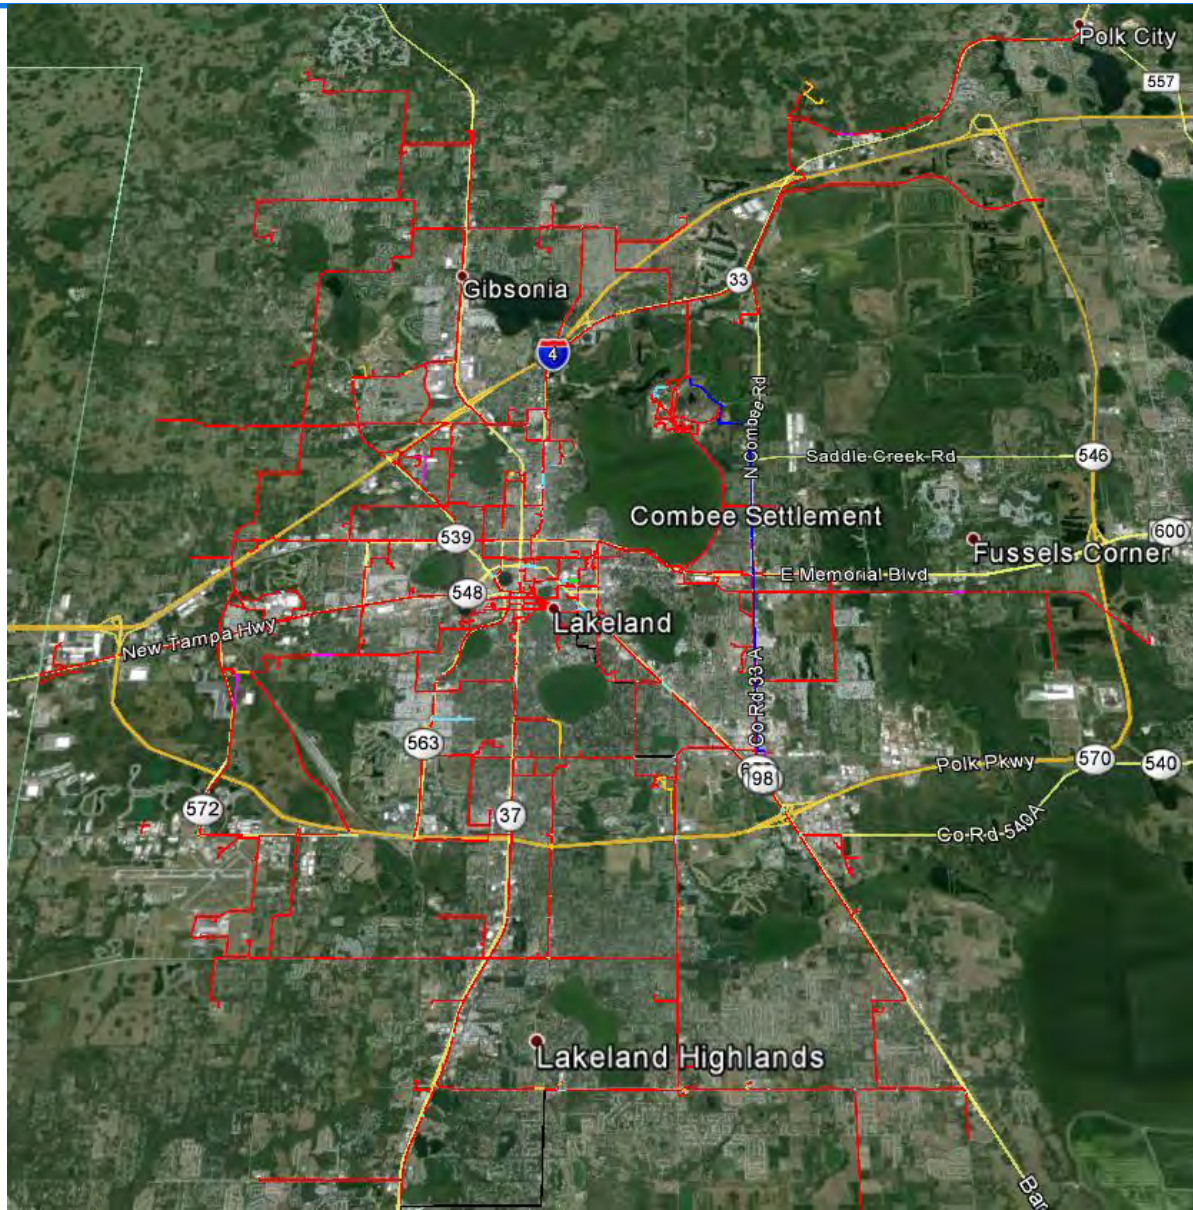 Polk City
557
Gibsonia
33
4
N Combee Rd
Saddle Creek Rd
546
Combee Settlement
539
600
Fussels Corner
E Memorial Blvd
548
Lakeland
New Tampa Hwy
Co Rd 33 A
563
570
540
Polk Pkwy
98
572
37
Co Rd 540A
Lakeland Highlands
Bar